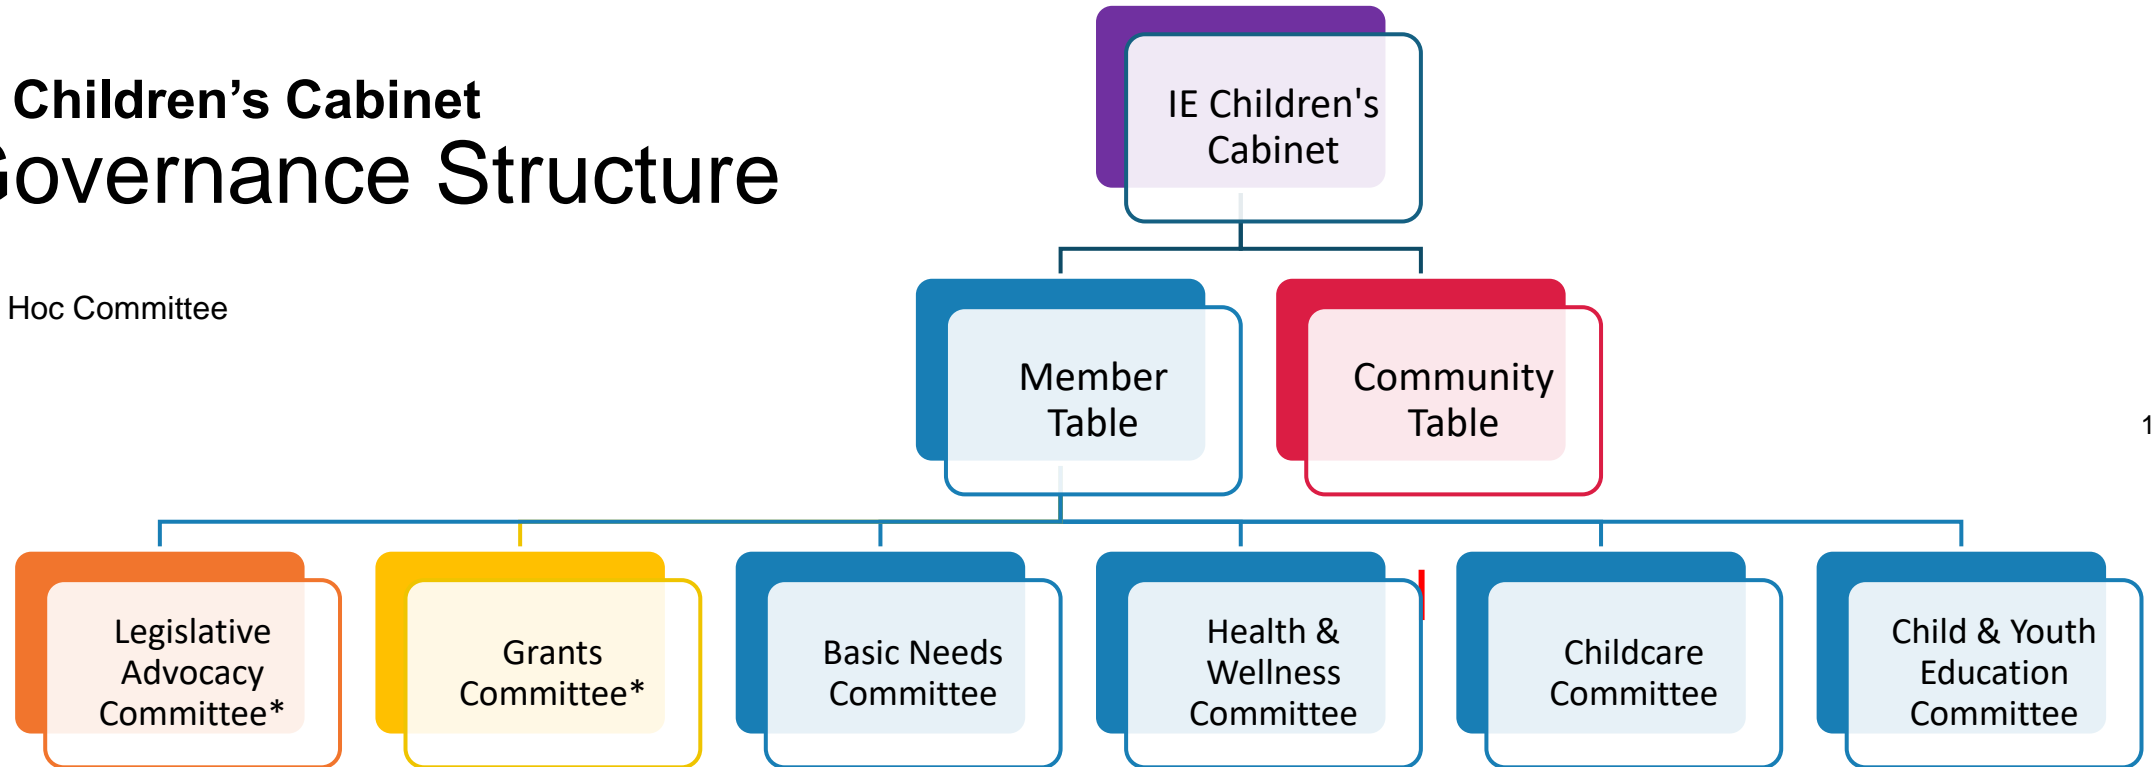 Children’s Cabinet
Governance Structure
Hoc Committee
IE Children's
Cabinet
Member
Table
Community
Table
1
Legislative
Advocacy
Committee*
Grants
Committee*
Basic Needs
Committee
Health &
Wellness
Committee
Childcare
Committee
Child & Youth
Education
Committee